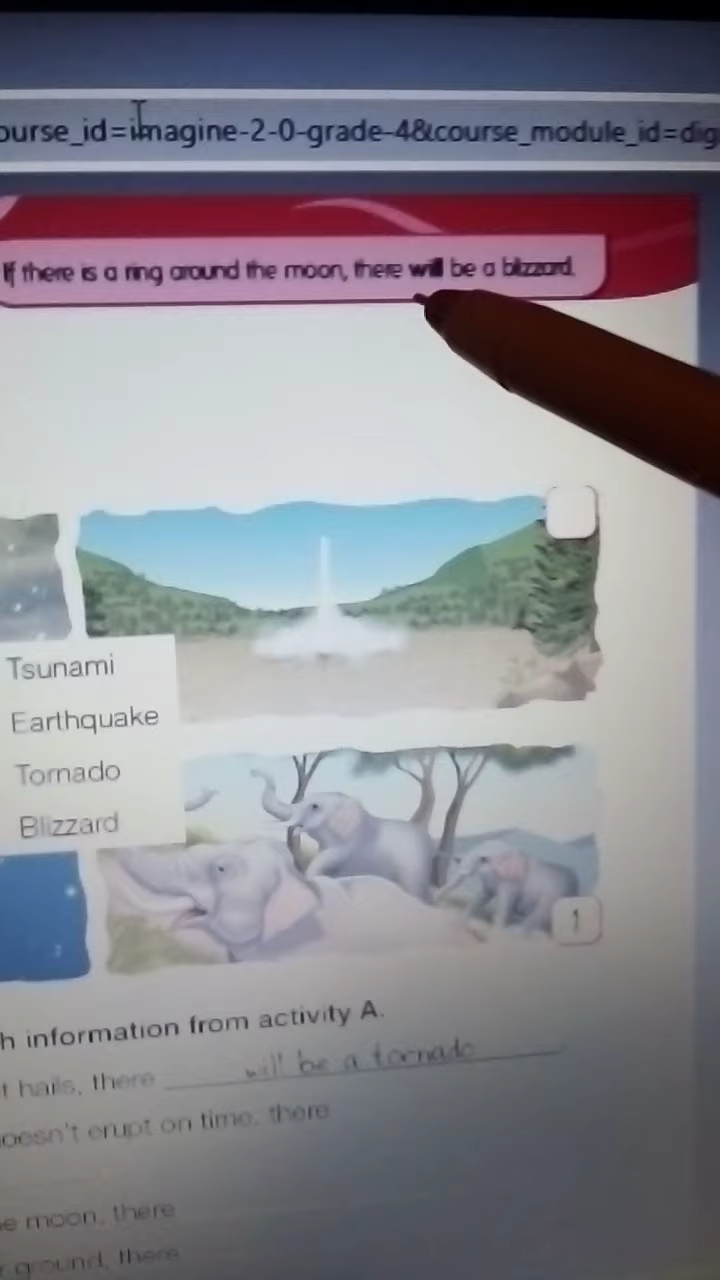 ourse_id=imagine-2-0-grade-4&course_module_id=dig
If there is a ring around the moon, there will be a blizzard.
Tsunami
Earthquake
Tornado
Blizzard
1
h information from activity A.
t hails, there will be a tornado
oesn't erupt on time, there
e moon, there
ground, there